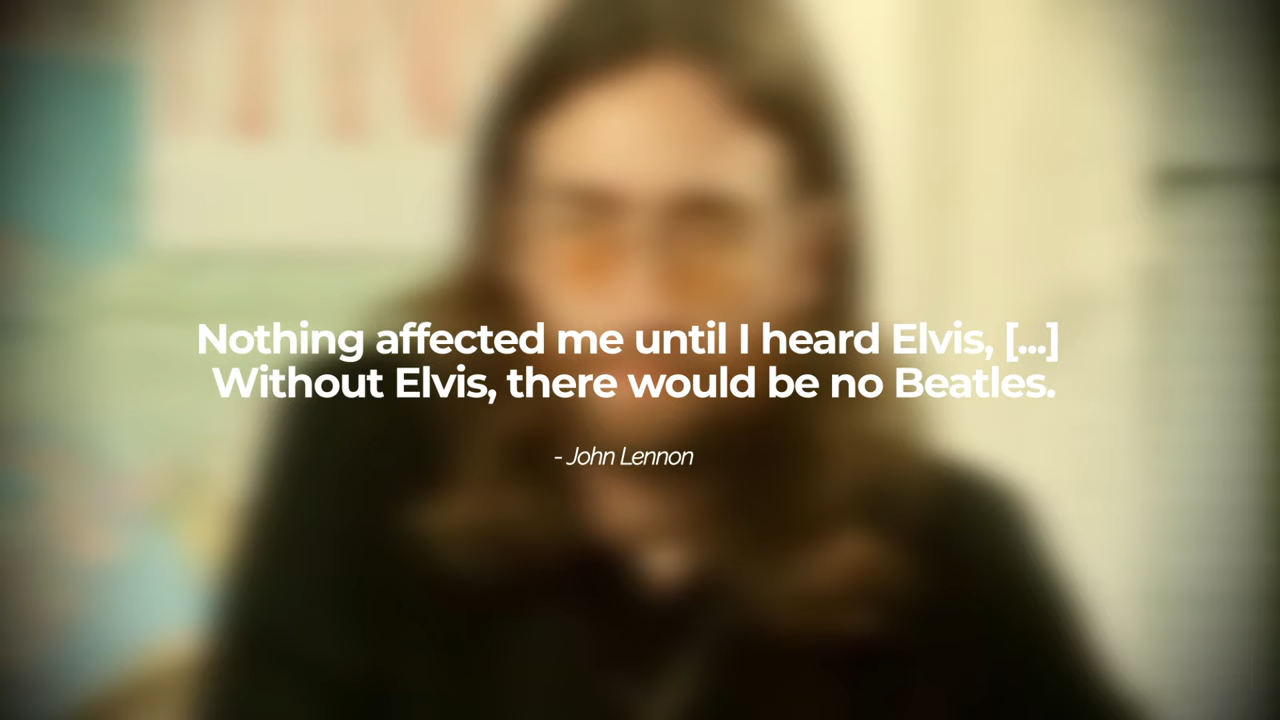 Nothing affected me until I heard Elvis, [...]
Without Elvis, there would be no Beatles.
- John Lennon